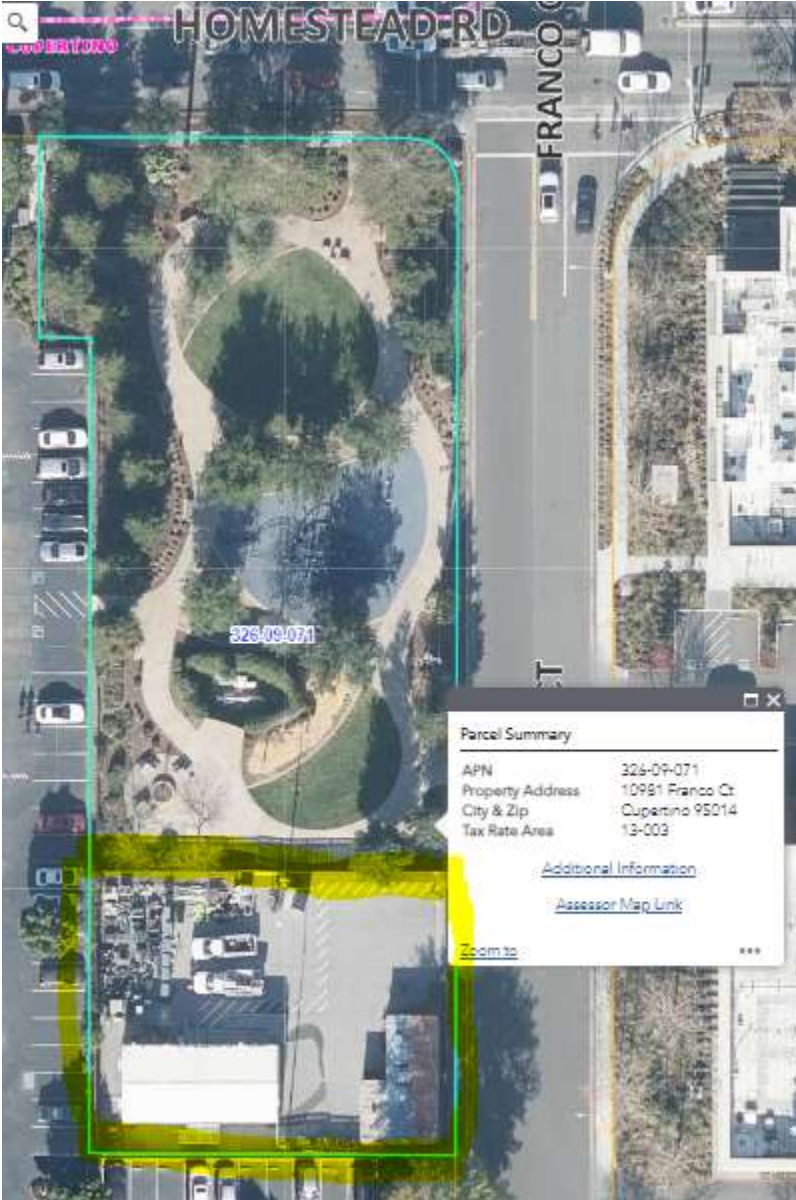 HOMESTEAD RD
CUPERTINO
FRANCO C
326-09-071
CT
Parcel Summary
APN 326-09-071
Property Address 10981 Franco Ct
City & Zip Cupertino 95014
Tax Rate Area 13-003
Additional Information
Assessor Map Link
Zoom to